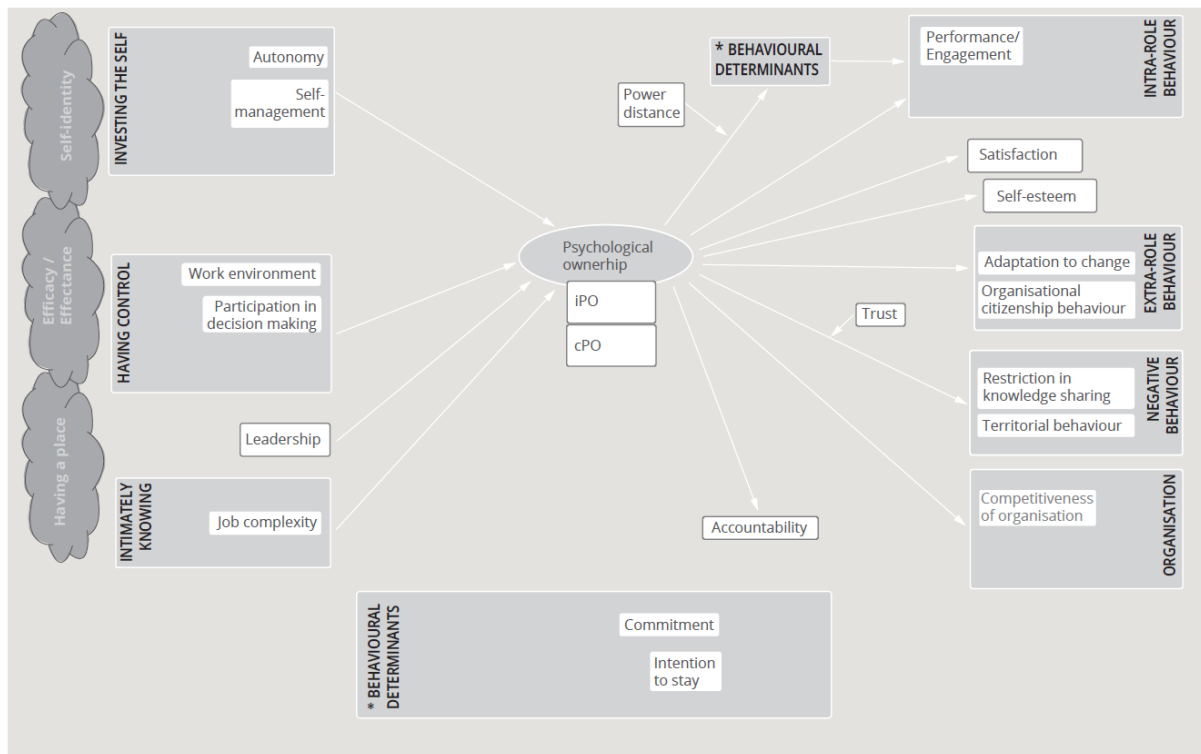 Self-identity
Efficacy /
Effectance
Having a place
INVESTING THE SELF
Autonomy
Self-
management
HAVING CONTROL
Work environment
Participation in
decision making
Leadership
INTIMATELY
KNOWING
Job complexity
Psychological
ownerhip
iPO
cPO
Power
distance
* BEHAVIOURAL
DETERMINANTS
Performance/
Engagement
INTRA-ROLE
BEHAVIOUR
Satisfaction
Self-esteem
Adaptation to change
Organisational
citizenship behaviour
EXTRA-ROLE
BEHAVIOUR
Trust
Restriction in
knowledge sharing
Territorial behaviour
NEGATIVE
BEHAVIOUR
Accountability
Competitiveness
of organisation
ORGANISATION
* BEHAVIOURAL
DETERMINANTS
Commitment
Intention
to stay